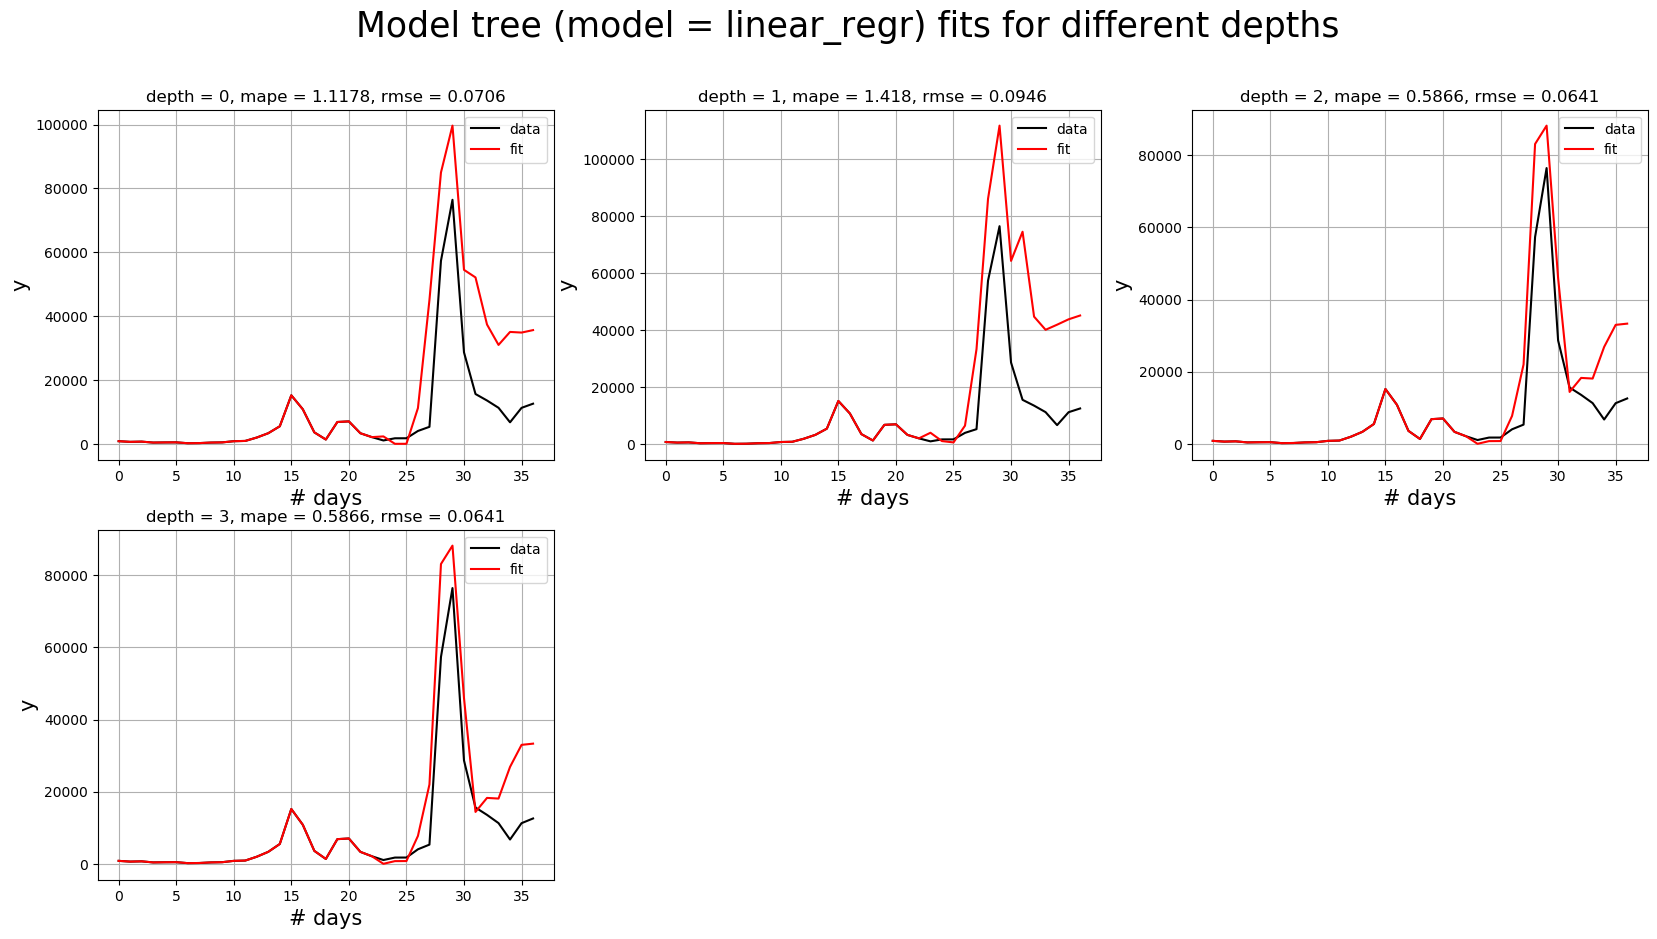 Model tree (model = linear_regr) fits for different depths
depth = 0, mape = 1.1178, rmse = 0.0706
data
fit
100000
80000
60000
40000
20000
0
y
0 5 10 15 20 25 30 35
# days
depth = 1, mape = 1.418, rmse = 0.0946
data
fit
100000
80000
60000
40000
20000
0
y
0 5 10 15 20 25 30 35
# days
depth = 2, mape = 0.5866, rmse = 0.0641
data
fit
80000
60000
40000
20000
0
y
0 5 10 15 20 25 30 35
# days
depth = 3, mape = 0.5866, rmse = 0.0641
data
fit
80000
60000
40000
20000
0
y
0 5 10 15 20 25 30 35
# days